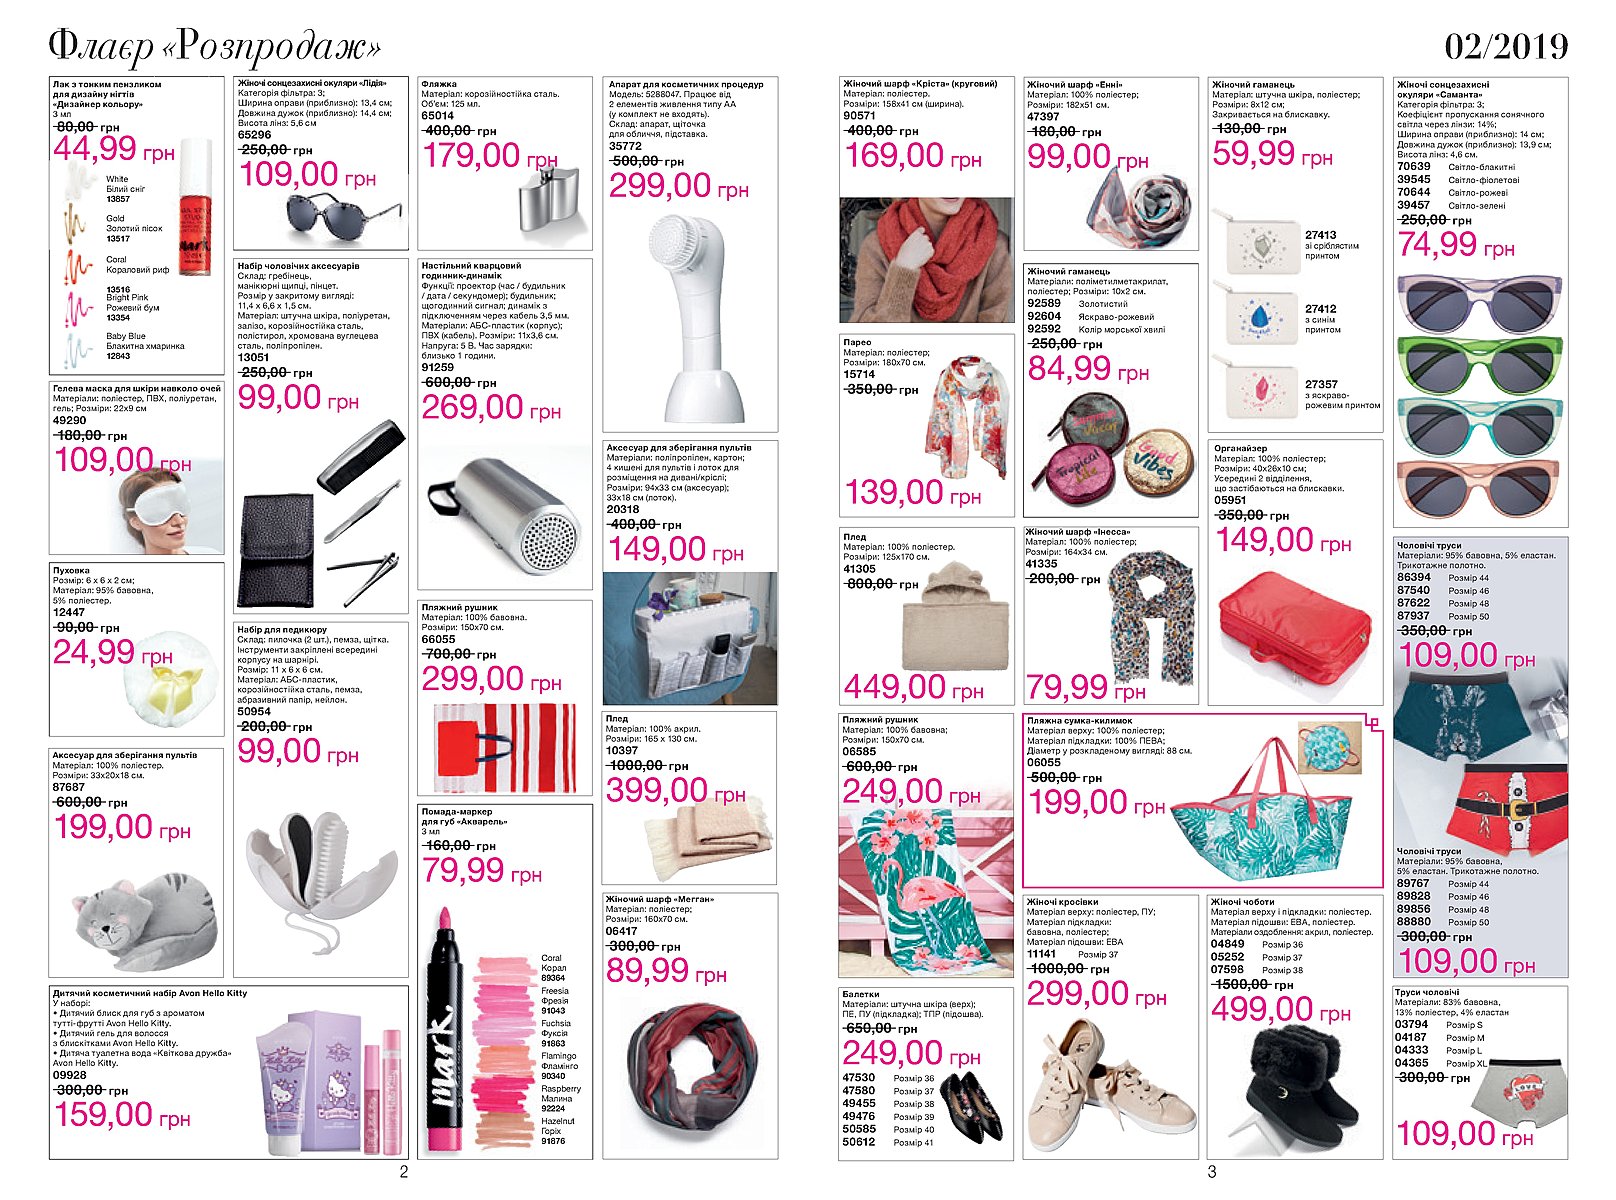 Флаєр «Розпродаж»
02/2019
Лак з тонким пензликом
для дизайну нігтів
«Дизайнер кольору»
3 мл
80,00 грн
44,99 грн
White
Білий сніг
13857
Gold
Золотий пісок
13517
Coral
Кораловий риф
13516
Bright Pink
Рожевий бум
13354
Baby Blue
Блакитна хмаринка
12843
mark.
Гелева маска для шкіри навколо очей
Матеріали: поліестер, ПВХ, поліуретан,
гель; Розміри: 22х9 см
49290
180,00 грн
109,00 грн
Пуховка
Розмір: 6 х 6 х 2 см;
Матеріал: 95% бавовна,
5% поліестер.
12447
90,00 грн
24,99 грн
Аксесуар для зберігання пультів
Матеріал: 100% поліестер.
Розміри: 33х20х18 см.
87687
600,00 грн
199,00 грн
Дитячий косметичний набір Avon Hello Kitty
У наборі:
• Дитячий блиск для губ з ароматом
тутті-фрутті Avon Hello Kitty.
• Дитячий гель для волосся
з блискітками Avon Hello Kitty.
• Дитяча туалетна вода «Квіткова дружба»
Avon Hello Kitty.
09928
300,00 грн
159,00 грн
Жіночі сонцезахисні окуляри «Лідія»
Категорія фільтра: 3;
Ширина оправи (приблизно): 13,4 см;
Довжина дужок (приблизно): 14,4 см;
Висота лінз: 5,6 см
65296
250,00 грн
109,00 грн
Набір чоловічих аксесуарів
Склад: гребінець,
манікюрні щипці, пінцет.
Розмір у закритому вигляді:
11,4 х 6,6 х 1,5 см.
Матеріал: штучна шкіра, поліуретан,
залізо, корозійностійка сталь,
полістирол, хромована вуглецева
сталь, поліпропілен.
13051
250,00 грн
99,00 грн
Набір для педикюру
Склад: пилочка (2 шт.), пемза, щітка.
Інструменти закріплені всередині
корпусу на шарнірі.
Розмір: 11 х 6 х 6 см.
Матеріал: АБС-пластик,
корозійностійка сталь, пемза,
абразивний папір, нейлон.
50954
200,00 грн
99,00 грн
Фляжка
Матеріал: корозійностійка сталь.
Об'єм: 125 мл.
65014
400,00 грн
179,00 грн
Настільний кварцовий
годинник-динамік
Функції: проектор (час / будильник
/ дата / секундомер); будильник;
щогодинний сигнал; динамік з
підключенням через кабель 3,5 мм.
Матеріали: АБС-пластик (корпус);
ПВХ (кабель). Розміри: 11х3,6 см.
Напруга: 5 В. Час зарядки:
близько 1 години.
91259
600,00 грн
269,00 грн
Пляжний рушник
Матеріал: 100% бавовна.
Розміри: 150х70 см.
66055
700,00 грн
299,00 грн
Помада-маркер
для губ «Акварель»
3 мл
160,00 грн
79,99 грн
mark.
Coral
Корал
89364
Freesia
Фрезія
91043
Fuchsia
Фуксія
91863
Flamingo
Фламінго
90340
Raspberry
Малина
92224
Hazelnut
Горіх
91876
Апарат для косметичних процедур
Модель: 5288047. Працює від
2 елементів живлення типу АА
(у комплект не входять).
Склад: апарат, щіточка
для обличчя, підставка.
35772
500,00 грн
299,00 грн
Аксесуар для зберігання пультів
Матеріали: поліпропілен, картон;
4 кишені для пультів і лоток для
розміщення на дивані/кріслі;
Розміри: 94х33 см (аксесуар);
33х18 см (лоток).
20318
400,00 грн
149,00 грн
Плед
Матеріал: 100% акрил.
Розміри: 165 х 130 см.
10397
1000,00 грн
399,00 грн
Жіночий шарф «Мегган»
Матеріал: поліестер;
Розміри: 160х70 см.
06417
300,00 грн
89,99 грн
2
Жіночий шарф «Кріста» (круговий)
Матеріал: поліестер.
Розміри: 158х41 см (ширина).
90571
400,00 грн
169,00 грн
Парео
Матеріал: поліестер;
Розміри: 180х70 см.
15714
350,00 грн
139,00 грн
Плед
Матеріал: 100% поліестер.
Розміри: 125х170 см.
41305
800,00 грн
449,00 грн
Пляжний рушник
Матеріал: 100% бавовна;
Розміри: 150х70 см.
06585
600,00 грн
249,00 грн
Балетки
Матеріали: штучна шкіра (верх);
ПЕ, ПУ (підкладка); ТПР (підошва).
650,00 грн
249,00 грн
47530 Розмір 36
47580 Розмір 37
49455 Розмір 38
49476 Розмір 39
50585 Розмір 40
50612 Розмір 41
Жіночий шарф «Енні»
Матеріал: 100% поліестер;
Розміри: 182х51 см.
47397
180,00 грн
99,00 грн
Жіночий гаманець
Матеріали: поліметилметакрилат,
поліестер; Розміри: 10х2 см.
92589 Золотистий
92604 Яскраво-рожевий
92592 Колір морської хвилі
250,00 грн
84,99 грн
Summer
Vibes
Tropical
Good
Vibes
Жіночий шарф «Інесса»
Матеріал: 100% поліестер;
Розміри: 164х34 см.
41335
200,00 грн
79,99 грн
Пляжна сумка-килимок
Матеріал верху: 100% поліестер;
Матеріал підкладки: 100% ПЕВА;
Діаметр у розкладеному вигляді: 88 см.
06055
500,00 грн
199,00 грн
Жіночі кросівки
Матеріал верху: поліестер, ПУ;
Матеріал підкладки:
бавовна, поліестер;
Матеріал підошви: ЕВА
11141 Розмір 37
1000,00 грн
299,00 грн
Жіночий гаманець
Матеріал: штучна шкіра, поліестер;
Розміри: 8х12 см;
Закривається на блискавку.
130,00 грн
59,99 грн
27413
зі сріблястим
принтом
27412
з синім
принтом
27357
з яскраво-
рожевим принтом
Органайзер
Матеріал: 100% поліестер;
Розміри: 40х26х10 см;
Усередині 2 відділення,
що застібаються на блискавки.
05951
350,00 грн
149,00 грн
Жіночі чоботи
Матеріал верху і підкладки: поліестер.
Матеріал підошви: ЕВА, поліестер.
Матеріали оздоблення: акрил, поліестер.
04849 Розмір 36
05252 Розмір 37
07598 Розмір 38
1500,00 грн
499,00 грн
Жіночі сонцезахисні
окуляри «Саманта»
Категорія фільтра: 3;
Коефіцієнт пропускання сонячного
світла через лінзи: 14%;
Ширина оправи (приблизно): 14 см;
Довжина дужок (приблизно): 13,9 см;
Висота лінз: 4,6 см.
70639 Світло-блакитні
39545 Світло-фіолетові
70644 Світло-рожеві
39457 Світло-зелені
250,00 грн
74,99 грн
Чоловічі труси
Матеріали: 95% бавовна, 5% еластан.
Трикотажне полотно.
86394 Розмір 44
87540 Розмір 46
87622 Розмір 48
87937 Розмір 50
350,00 грн
109,00 грн
Чоловічі труси
Матеріали: 95% бавовна,
5% еластан. Трикотажне полотно.
89767 Розмір 44
89828 Розмір 46
89856 Розмір 48
88880 Розмір 50
300,00 грн
109,00 грн
Труси чоловічі
Матеріали: 83% бавовна,
13% поліестер, 4% еластан
03794 Розмір S
04187 Розмір M
04333 Розмір L
04365 Розмір XL
300,00 грн
LOVE
109,00 грн
3